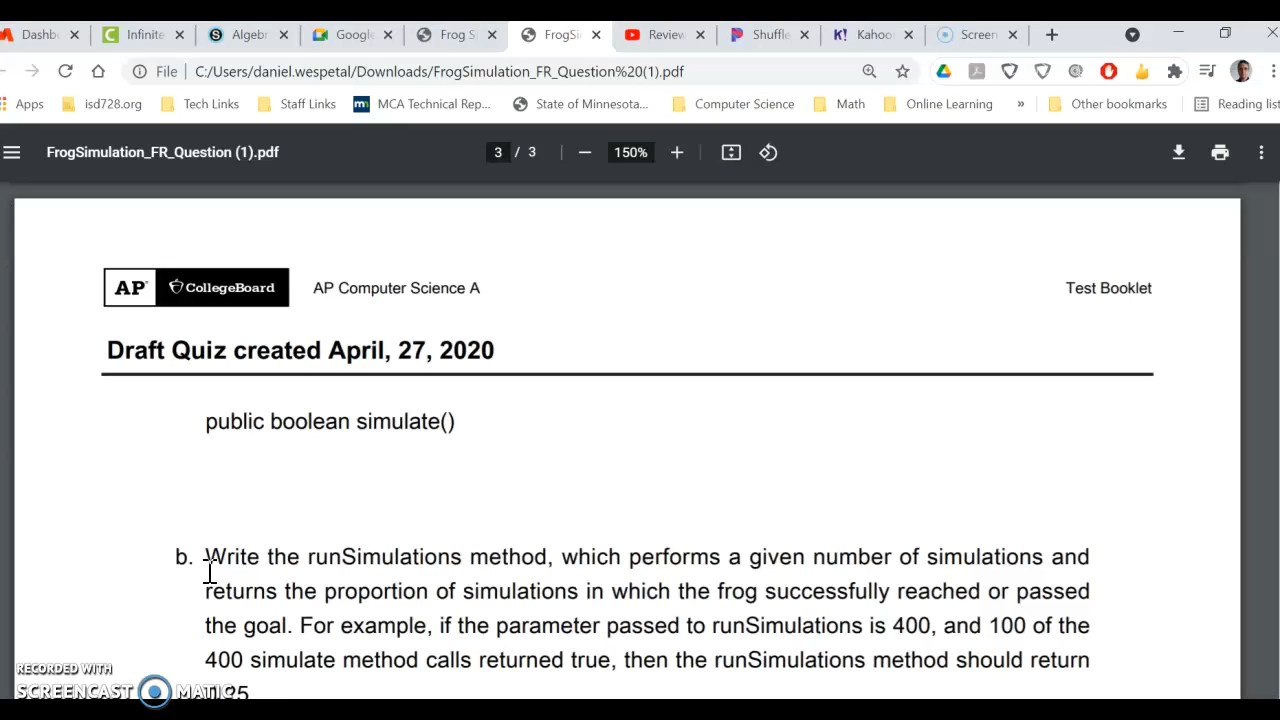 Dashb
Infinite
Algebr
Google
Frog S
FrogSi
Review
Shuffle
Kahoo
Screen
File
C:/Users/daniel.wespetal/Downloads/FrogSimulation_FR_Question%20(1).pdf
Apps
isd728.org
Tech Links
Staff Links
MCA Technical Rep...
State of Minnesota...
Computer Science
Math
Online Learning
»
Other bookmarks
Reading list
FrogSimulation_FR_Question (1).pdf
3 / 3
150%
AP CollegeBoard
AP Computer Science A
Test Booklet
Draft Quiz created April, 27, 2020
public boolean simulate()
b. Write the runSimulations method, which performs a given number of simulations and
returns the proportion of simulations in which the frog successfully reached or passed
the goal. For example, if the parameter passed to runSimulations is 400, and 100 of the
400 simulate method calls returned true, then the runSimulations method should return
RECORDED WITH
SCREENCAST MATIC